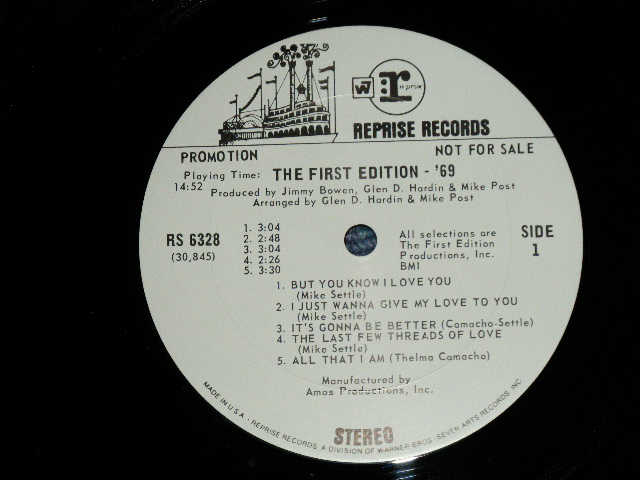 W7
r
reprise
REPRISE RECORDS
PROMOTION
NOT FOR SALE
Playing Time:
14:52
THE FIRST EDITION - '69
Produced by Jimmy Bowen, Glen D. Hardin & Mike Post
Arranged by Glen D. Hardin & Mike Post
RS 6328
(30,845)
1. 3:04
2. 2:48
3. 3:04
4. 2:26
5. 3:30
All selections are
The First Edition
Productions, Inc.
BMI
SIDE
1
1. BUT YOU KNOW I LOVE YOU
(Mike Settle)
2. I JUST WANNA GIVE MY LOVE TO YOU
(Mike Settle)
3. IT'S GONNA BE BETTER (Camacho-Settle)
4. THE LAST FEW THREADS OF LOVE
(Mike Settle)
5. ALL THAT I AM (Thelma Camacho)
Manufactured by
Amos Productions, Inc.
STEREO
MADE IN U.S.A. - REPRISE RECORDS, A DIVISION OF WARNER BROS.-SEVEN ARTS RECORDS, INC.